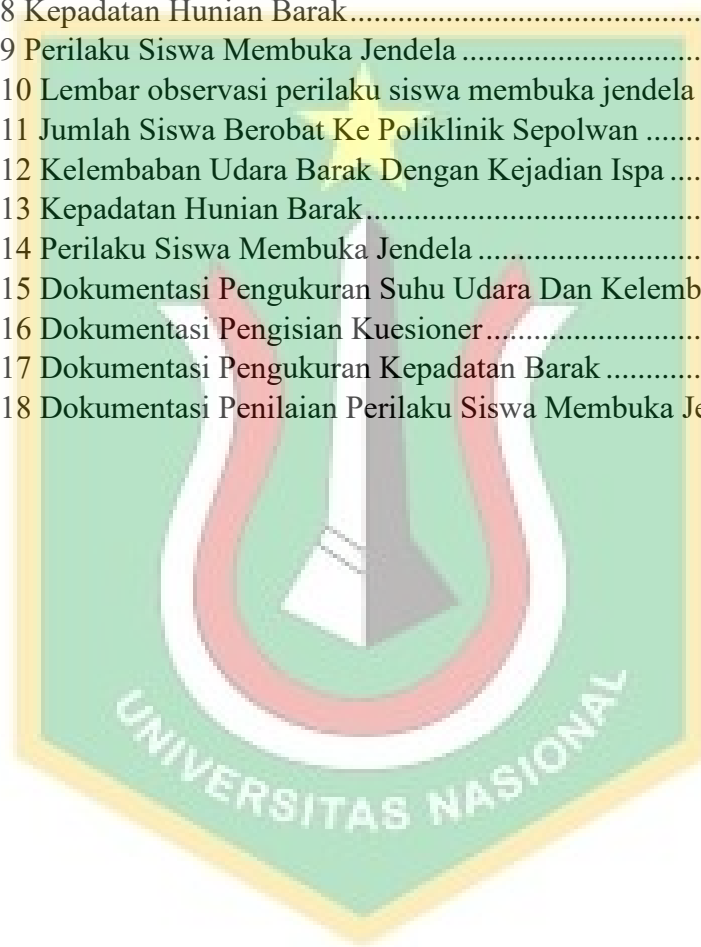 8 Kepadatan Hunian Barak..........................................
9 Perilaku Siswa Membuka Jendela ............................
10 Lembar observasi perilaku siswa membuka jendela
11 Jumlah Siswa Berobat Ke Poliklinik Sepolwan .......
12 Kelembaban Udara Barak Dengan Kejadian Ispa ....
13 Kepadatan Hunian Barak........................................
14 Perilaku Siswa Membuka Jendela ..........................
15 Dokumentasi Pengukuran Suhu Udara Dan Kelemb
16 Dokumentasi Pengisian Kuesioner.........................
17 Dokumentasi Pengukuran Kepadatan Barak ............
18 Dokumentasi Penilaian Perilaku Siswa Membuka Je
UNIVERSITAS NASIONAL